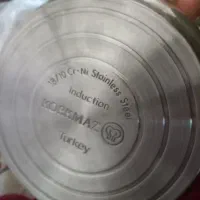 18/10 Cr-Ni Stainless Steel
induction
KORKMAZ
Turkey